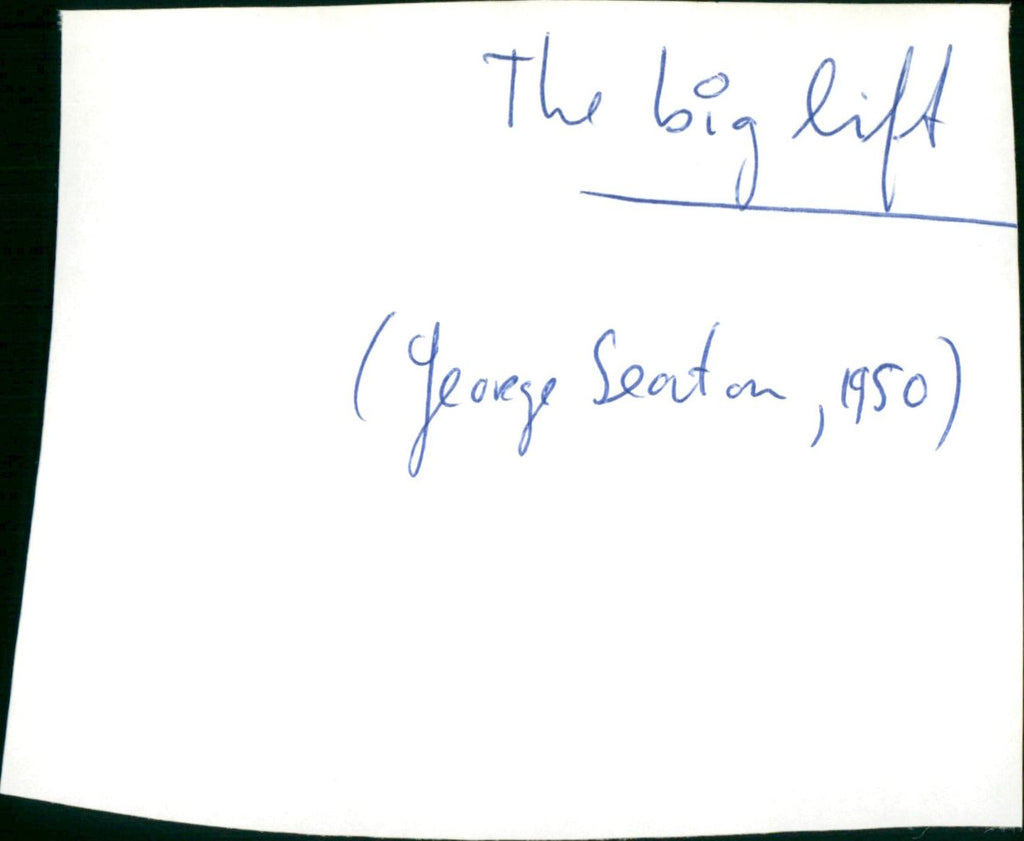 The big lift
(George Seaton, 1950)